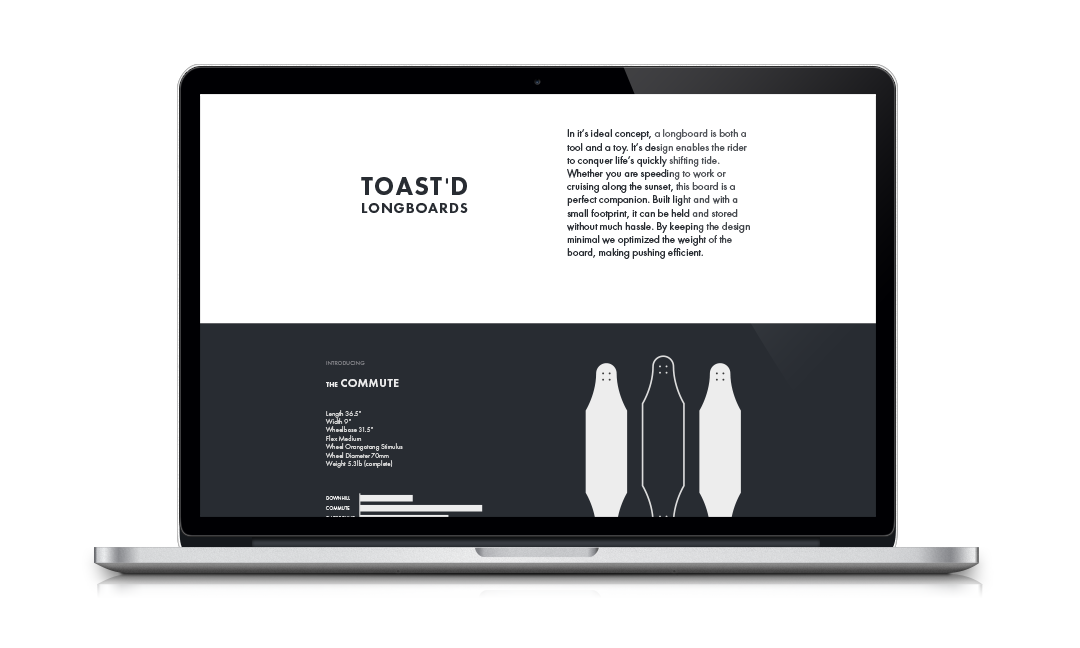 TOAST'D
LONGBOARDS
In it's ideal concept, a longboard is both a
tool and a toy. It's design enables the rider
to conquer life's quickly shifting tide.
Whether you are speeding to work or
cruising along the sunset, this board is a
perfect companion. Built light and with a
small footprint, it can be held and stored
without much hassle. By keeping the design
minimal we optimized the weight of the
board, making pushing efficient.
INTRODUCING
THE COMMUTE
Length 36.5"
Width 9"
Wheelbase 31.5"
Flex Medium
Wheel Orangatang Stimulus
Wheel Diameter 70mm
Weight 5.3lb (complete)
DOWNHILL
COMMUTE